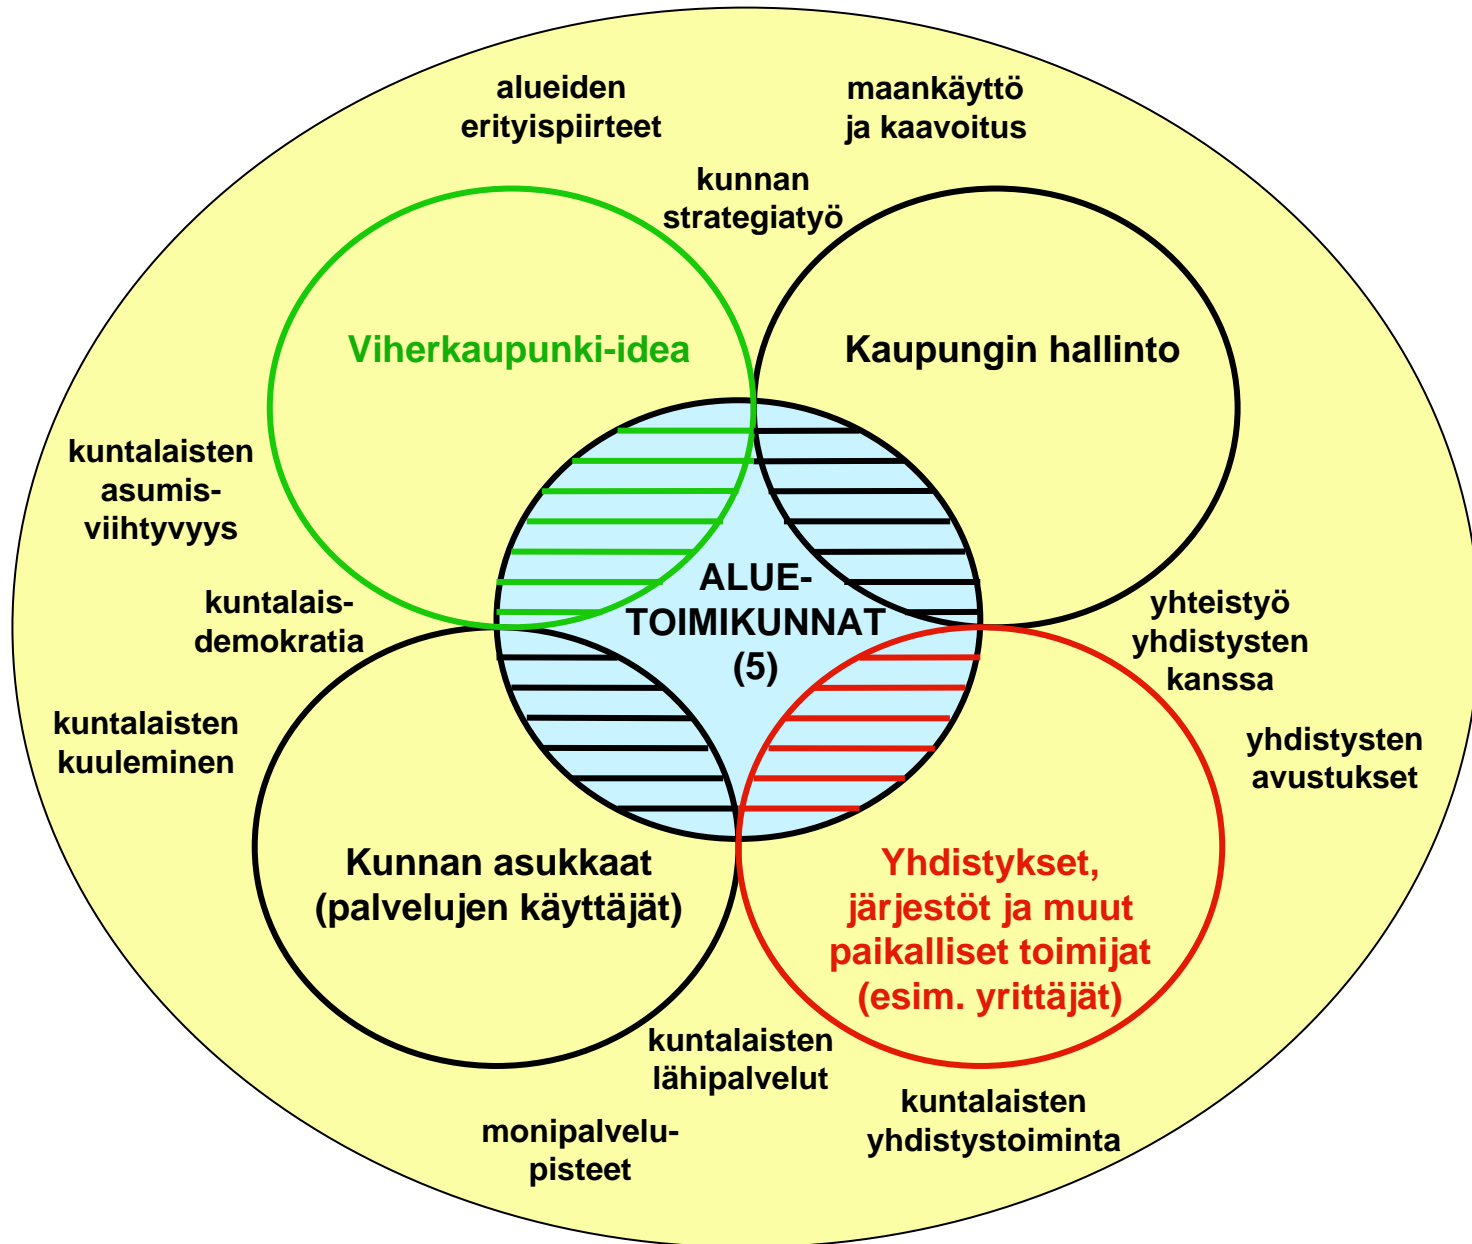 alueiden
erityispiirteet
maankäyttö
ja kaavoitus
kunnan
strategiatyö
Viherkaupunki-idea
Kaupungin hallinto
kuntalaisten
asumis-
viihtyvyys
ALUE-
TOIMIKUNNAT
(5)
kuntalais-
demokratia
yhteistyö
yhdistysten
kanssa
kuntalaisten
kuuleminen
yhdistysten
avustukset
Kunnan asukkaat
(palvelujen käyttäjät)
Yhdistykset,
järjestöt ja muut
paikalliset toimijat
(esim. yrittäjät)
kuntalaisten
lähipalvelut
kuntalaisten
yhdistystoiminta
monipalvelu-
pisteet